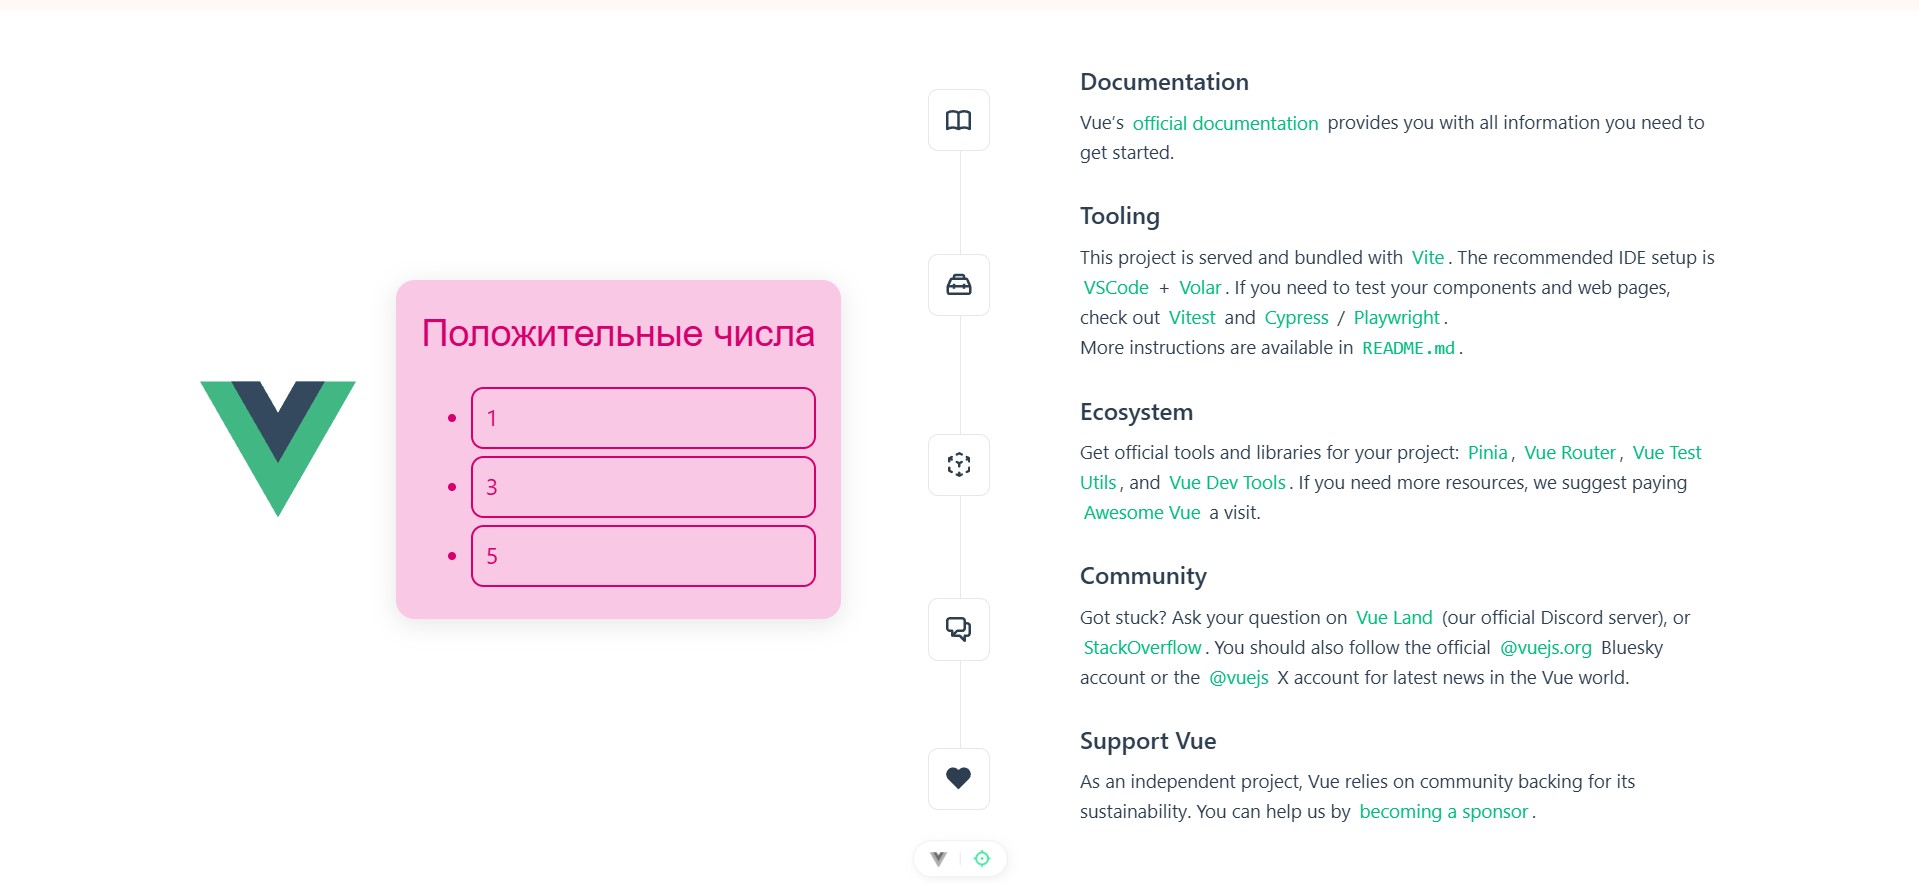 Положительные числа
1
3
5
Documentation
Vue’s official documentation provides you with all information you need to
get started.
Tooling
This project is served and bundled with Vite. The recommended IDE setup is
VSCode + Volar. If you need to test your components and web pages,
check out Vitest and Cypress / Playwright.
More instructions are available in README.md.
Ecosystem
Get official tools and libraries for your project: Pinia, Vue Router, Vue Test
Utils, and Vue Dev Tools. If you need more resources, we suggest paying
Awesome Vue a visit.
Community
Got stuck? Ask your question on Vue Land (our official Discord server), or
StackOverflow. You should also follow the official @vuejs.org Bluesky
account or the @vuejs X account for latest news in the Vue world.
Support Vue
As an independent project, Vue relies on community backing for its
sustainability. You can help us by becoming a sponsor.